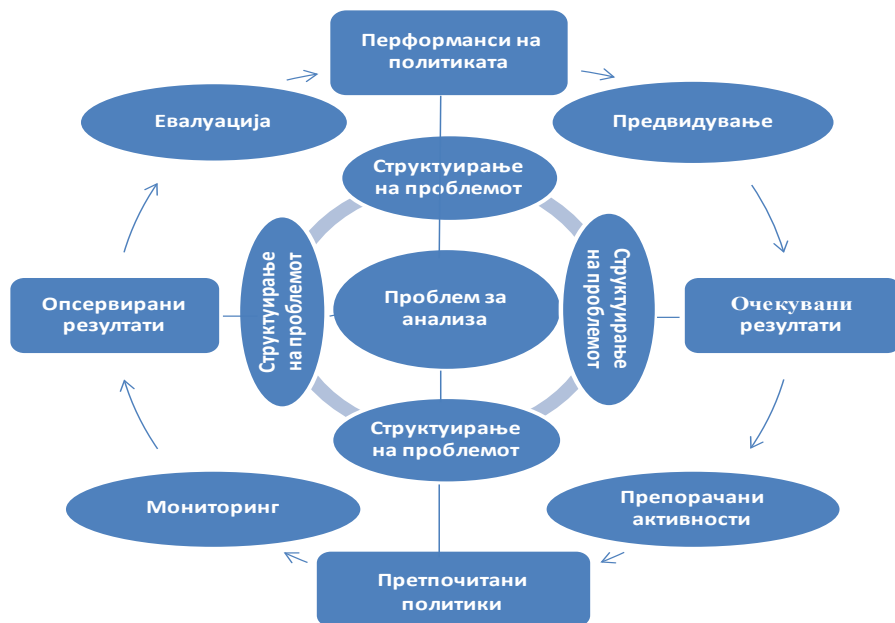 Перформанси на
политиката
Евалуација
Предвидување
Структуирање
на проблемот
Структуирање
на проблемот
Структуирање
на проблемот
Опсервирани
резултати
Проблем за
анализа
Очекувани
резултати
Структуирање
на проблемот
Мониторинг
Препорачани
активности
Претпочитани
политики